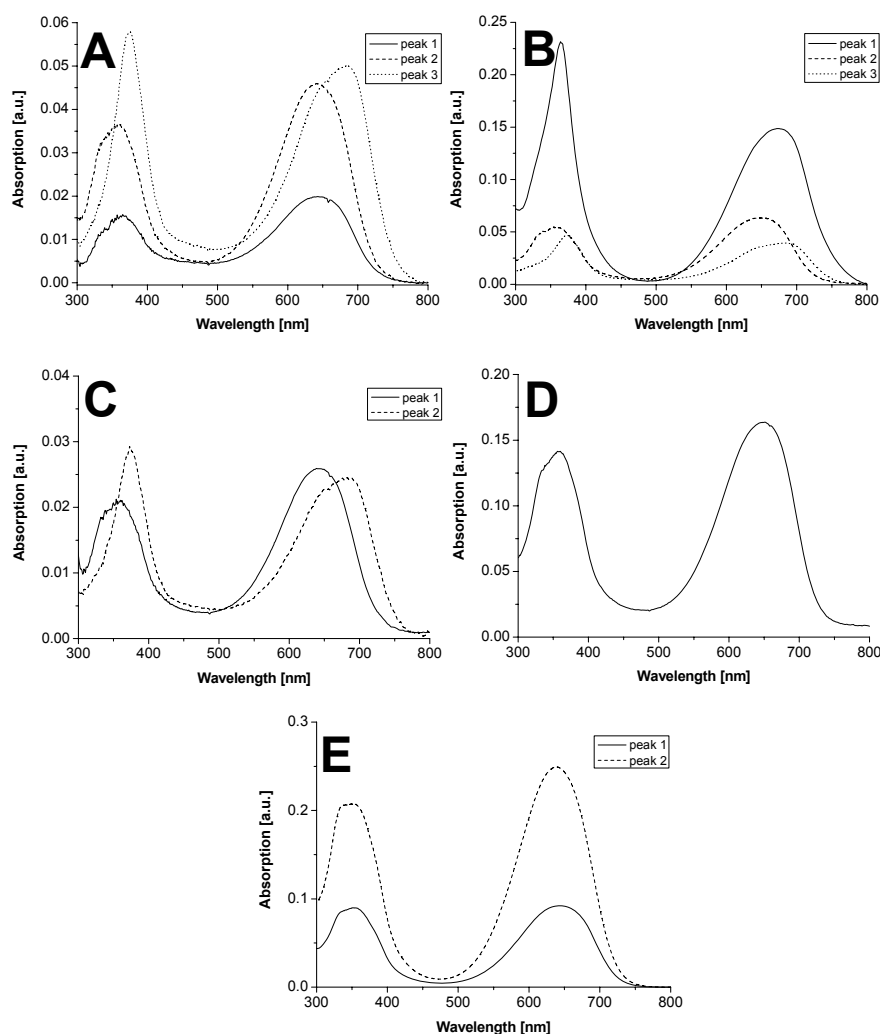 A
peak 1
peak 2
peak 3
Absorption [a.u.]
0.06
0.05
0.04
0.03
0.02
0.01
0.00
300 400 500 600 700 800
Wavelength [nm]
B
peak 1
peak 2
peak 3
Absorption [a.u.]
0.25
0.20
0.15
0.10
0.05
0.00
300 400 500 600 700 800
Wavelength [nm]
C
peak 1
peak 2
Absorption [a.u.]
0.04
0.03
0.02
0.01
0.00
300 400 500 600 700 800
Wavelength [nm]
D
Absorption [a.u.]
0.20
0.15
0.10
0.05
0.00
300 400 500 600 700 800
Wavelength [nm]
E
peak 1
peak 2
Absorption [a.u.]
0.3
0.2
0.1
0.0
300 400 500 600 700 800
Wavelength [nm]